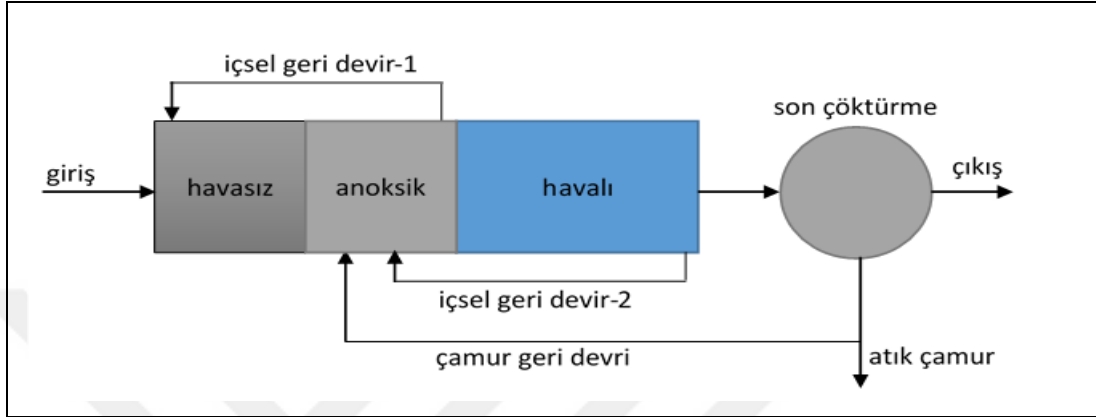 içsel geri devir-1
son çöktürme
giriş
havasız
anoksik
havalı
çıkış
içsel geri devir-2
çamur geri devri
atık çamur